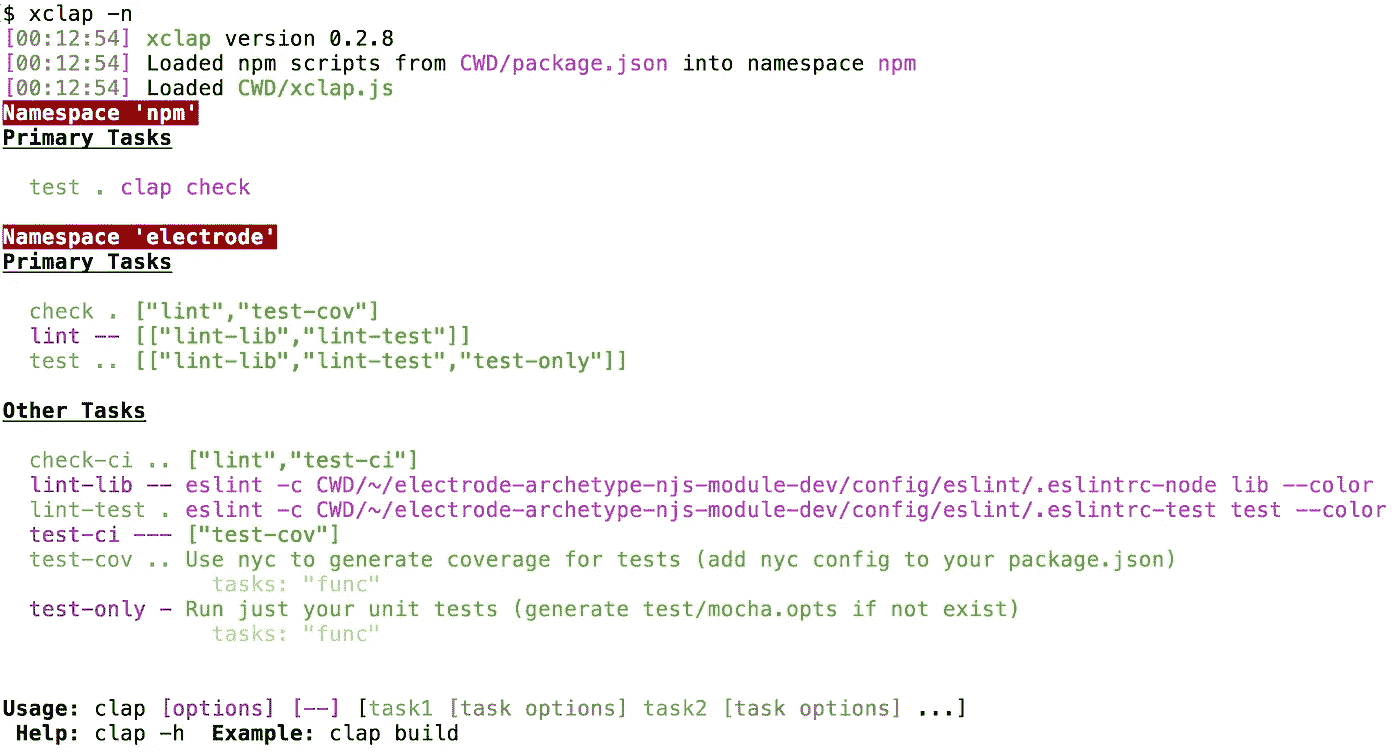 $ xclap -n
[00:12:54] xclap version 0.2.8
[00:12:54] Loaded npm scripts from CWD/package.json into namespace npm
[00:12:54] Loaded CWD/xclap.js
Namespace 'npm'
Primary Tasks
test . clap check
Namespace 'electrode'
Primary Tasks
check . ["lint","test-cov"]
lint -- [["lint-lib","lint-test"]]
test .. [["lint-lib","lint-test","test-only"]]
Other Tasks
check-ci .. ["lint","test-ci"]
lint-lib -- eslint -c CWD/~/electrode-archetype-njs-module-dev/config/eslint/.eslintrc-node lib --color
lint-test . eslint -c CWD/~/electrode-archetype-njs-module-dev/config/eslint/.eslintrc-test test --color
test-ci --- ["test-cov"]
test-cov .. Use nyc to generate coverage for tests (add nyc config to your package.json)
tasks: "func"
test-only - Run just your unit tests (generate test/mocha.opts if not exist)
tasks: "func"
Usage: clap [options] [--] [task1 [task options] task2 [task options] ...]
Help: clap -h  Example: clap build